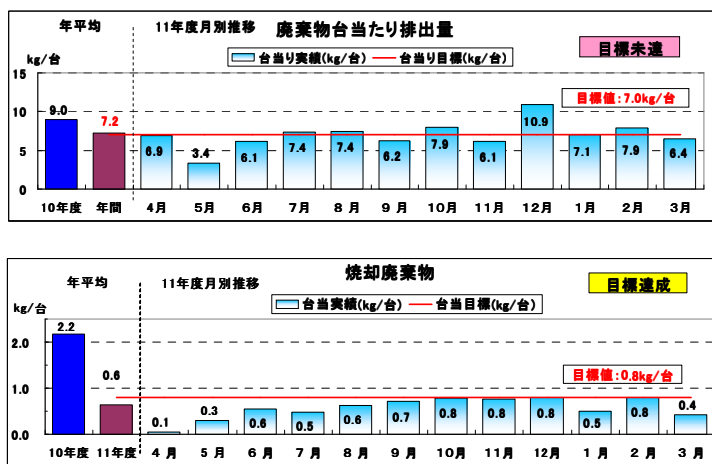 年平均 11年度月別推移 廃棄物台当たり排出量
目標未達
kg/台
台当り実績(kg/台) 台当り目標(kg/台)
目標値:7.0kg/台
15
10
5
0
9.0 7.2 6.9 3.4 6.1 7.4 7.4 6.2 7.9 6.1 10.9 7.1 7.9 6.4
10年度 年間 4月 5月 6月 7月 8月 9月 10月 11月 12月 1月 2月 3月
年平均 11年度月別推移 焼却廃棄物
目標達成
kg/台
台当実績(kg/台) 台当目標(kg/台)
目標値:0.8kg/台
2.0
1.0
0.0
2.2 0.6 0.1 0.3 0.6 0.5 0.6 0.7 0.8 0.8 0.8 0.5 0.8 0.4
10年度 11年度 4月 5月 6月 7月 8月 9月 10月 11月 12月 1月 2月 3月